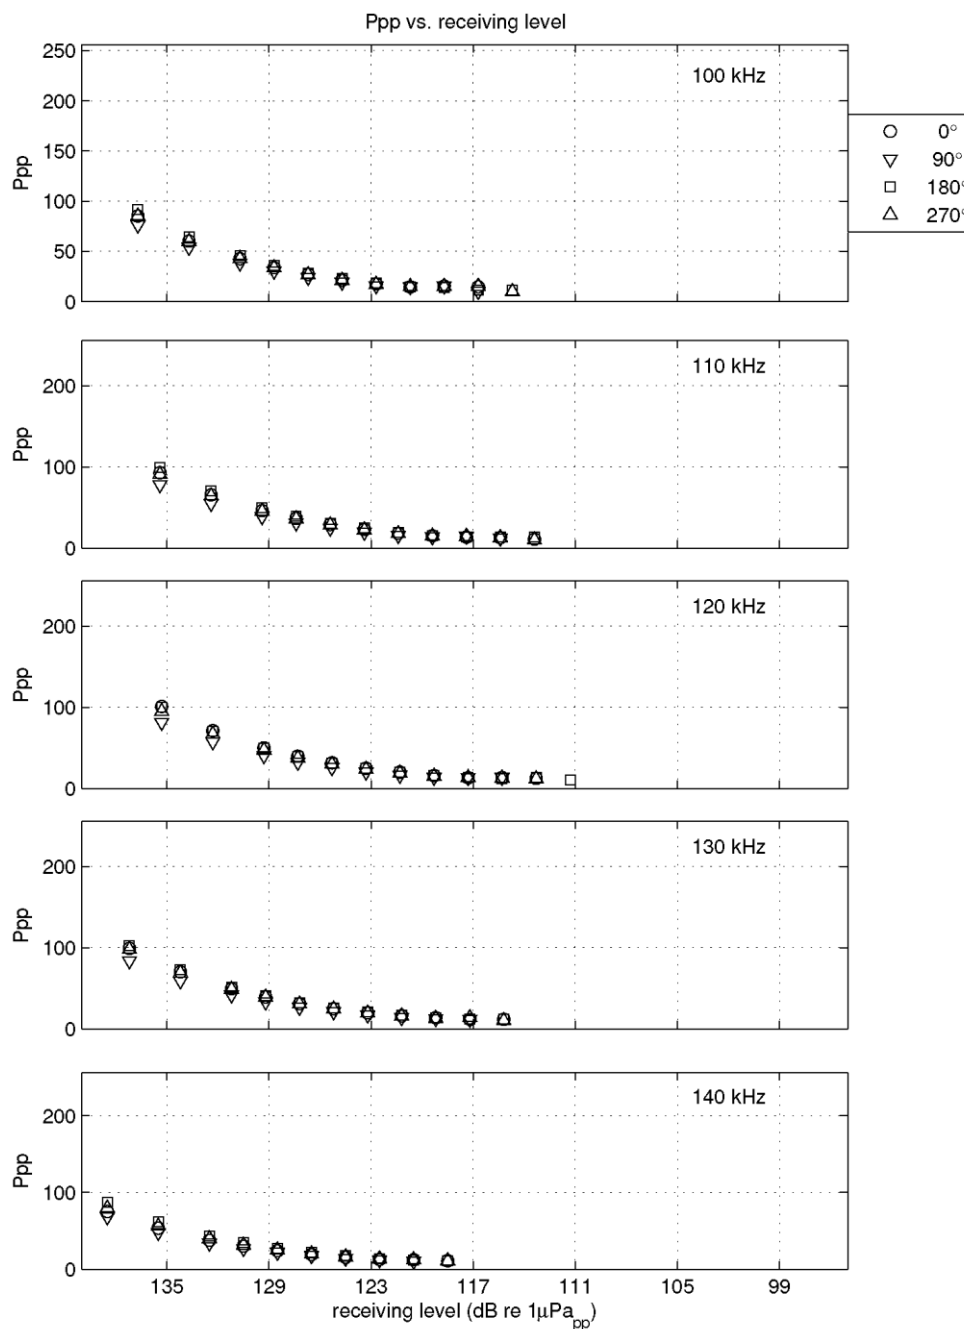 Ppp vs. receiving level
250
200
150
100
50
0
Ppp
100 kHz
0°
90°
180°
270°
200
100
0
Ppp
110 kHz
200
100
0
Ppp
120 kHz
200
100
0
Ppp
130 kHz
200
100
0
Ppp
140 kHz
135 129 123 117 111 105 99
receiving level (dB re 1μPapp)